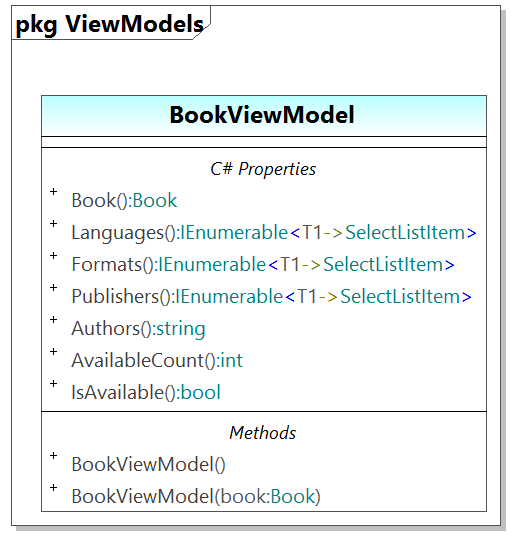 pkg ViewModels
BookViewModel
C# Properties
+ Book():Book
+ Languages():IEnumerable<T1->SelectListItem>
+ Formats():IEnumerable<T1->SelectListItem>
+ Publishers():IEnumerable<T1->SelectListItem>
+ Authors():string
+ AvailableCount():int
+ IsAvailable():bool
Methods
+ BookViewModel()
+ BookViewModel(book:Book)